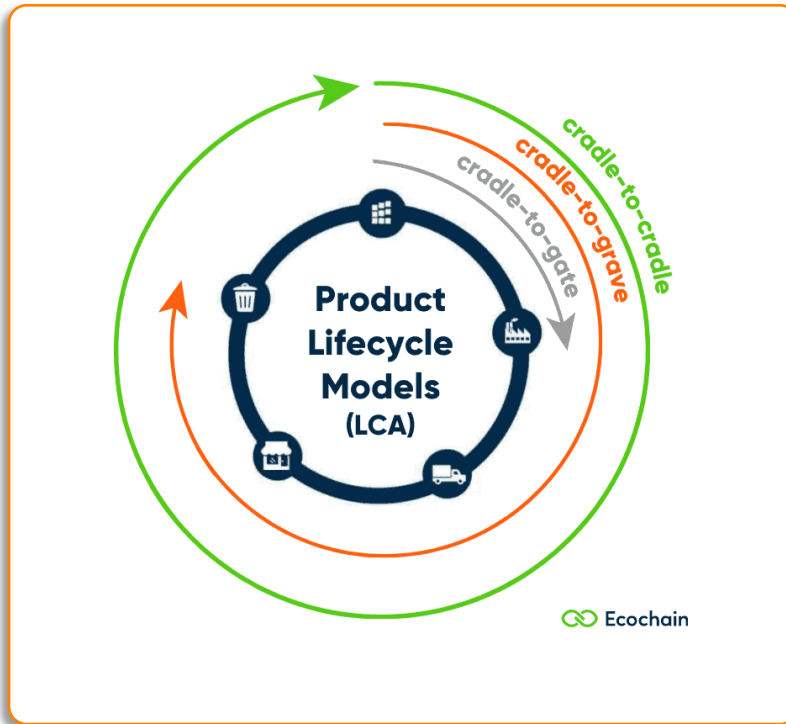 cradle-to-cradle
cradle-to-grave
cradle-to-gate
Product
Lifecycle
Models
(LCA)
Ecochain